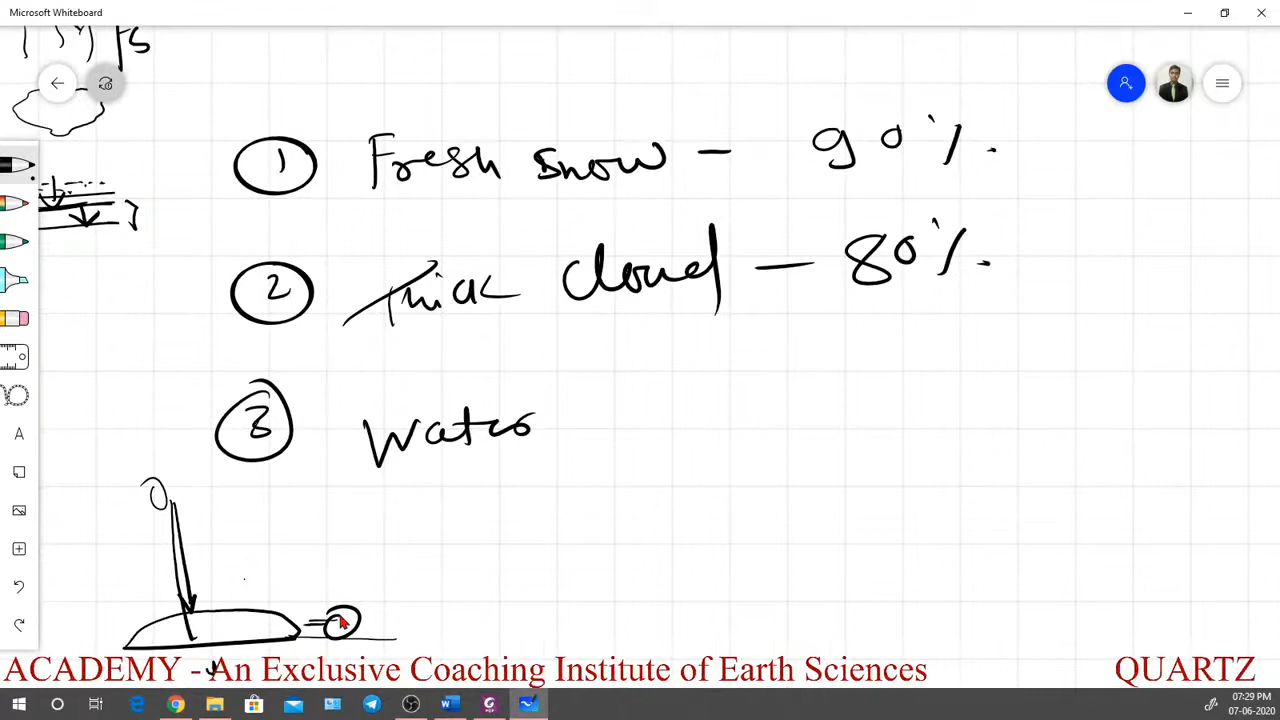 Microsoft Whiteboard
① Fresh snow - 90%.
② Thick cloud - 80%.
③ Water
ACADEMY - An Exclusive Coaching Institute of Earth Sciences QUARTZ
07:29 PM
07-06-2020